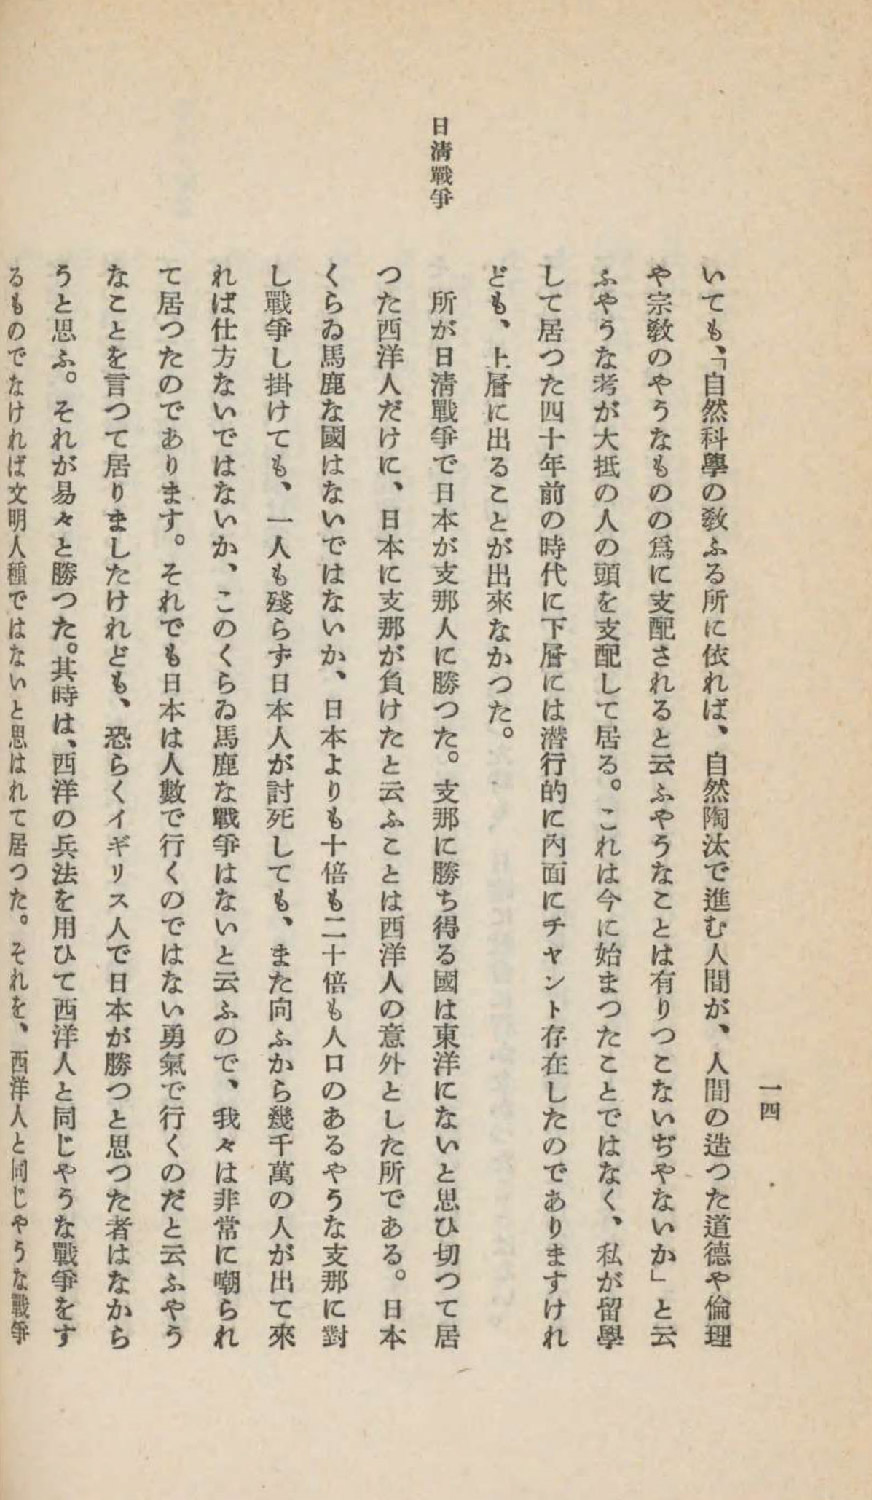 一四
いても、「自然科學の敎ふる所に依れば、自然陶汰で進む人間が、人間の造つた道德や倫理
や宗敎のやうなものの爲に支配されると云ふやうなことは有りつこないぢやないか」と云
ふやうな考が大抵の人の頭を支配して居る。これは今に始まつたことではなく、私が留學
して居つた四十年前の時代に下層には潜行的に內面にチャント存在したのでありますけれ
ども、上層に出ることが出來なかつた。
日淸戰爭
所が日淸戰爭で日本が支那人に勝つた。支那に勝ち得る國は東洋にないと思ひ切つて居
つた西洋人だけに、日本に支那が負けたと云ふことは西洋人の意外とした所である。日本
くらゐ馬鹿な國はないではないか、日本よりも十倍も二十倍も人口のあるやうな支那に對
し戰爭し掛けても、一人も殘らず日本人が討死しても、また向ふから幾千萬の人が出て來
れば仕方ないではないか、このくらゐ馬鹿な戰爭はないと云ふので、我々は非常に嘲られ
て居つたのであります。それでも日本は人數で行くのではない勇氣で行くのだと云ふやう
なことを言つて居りましたけれども、恐らくイギリス人で日本が勝つと思つた者はなから
うと思ふ。それが易々と勝つた。其時は、西洋の兵法を用ひて西洋人と同じやうな戰爭をす
るものでなければ文明人種ではないと思はれて居つた。それを、西洋人と同じやうな戰爭